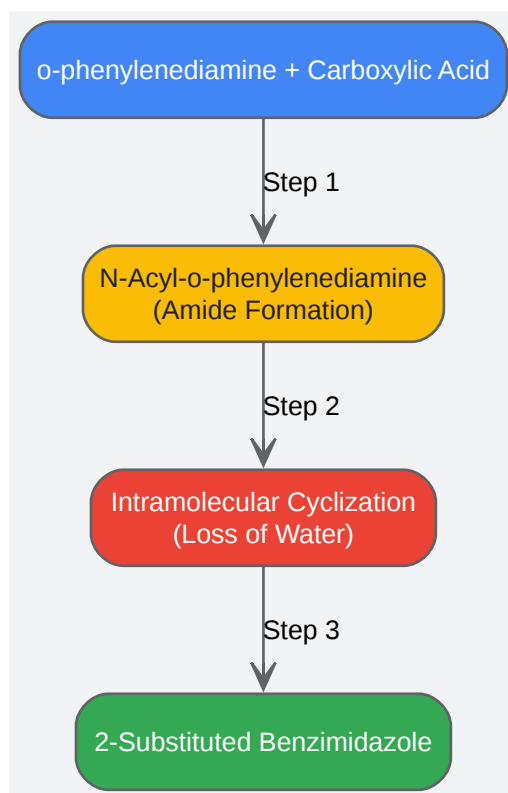 o-phenylenediamine + Carboxylic Acid
Step 1
N-Acyl-o-phenylenediamine
(Amide Formation)
Step 2
Intramolecular Cyclization
(Loss of Water)
Step 3
2-Substituted Benzimidazole